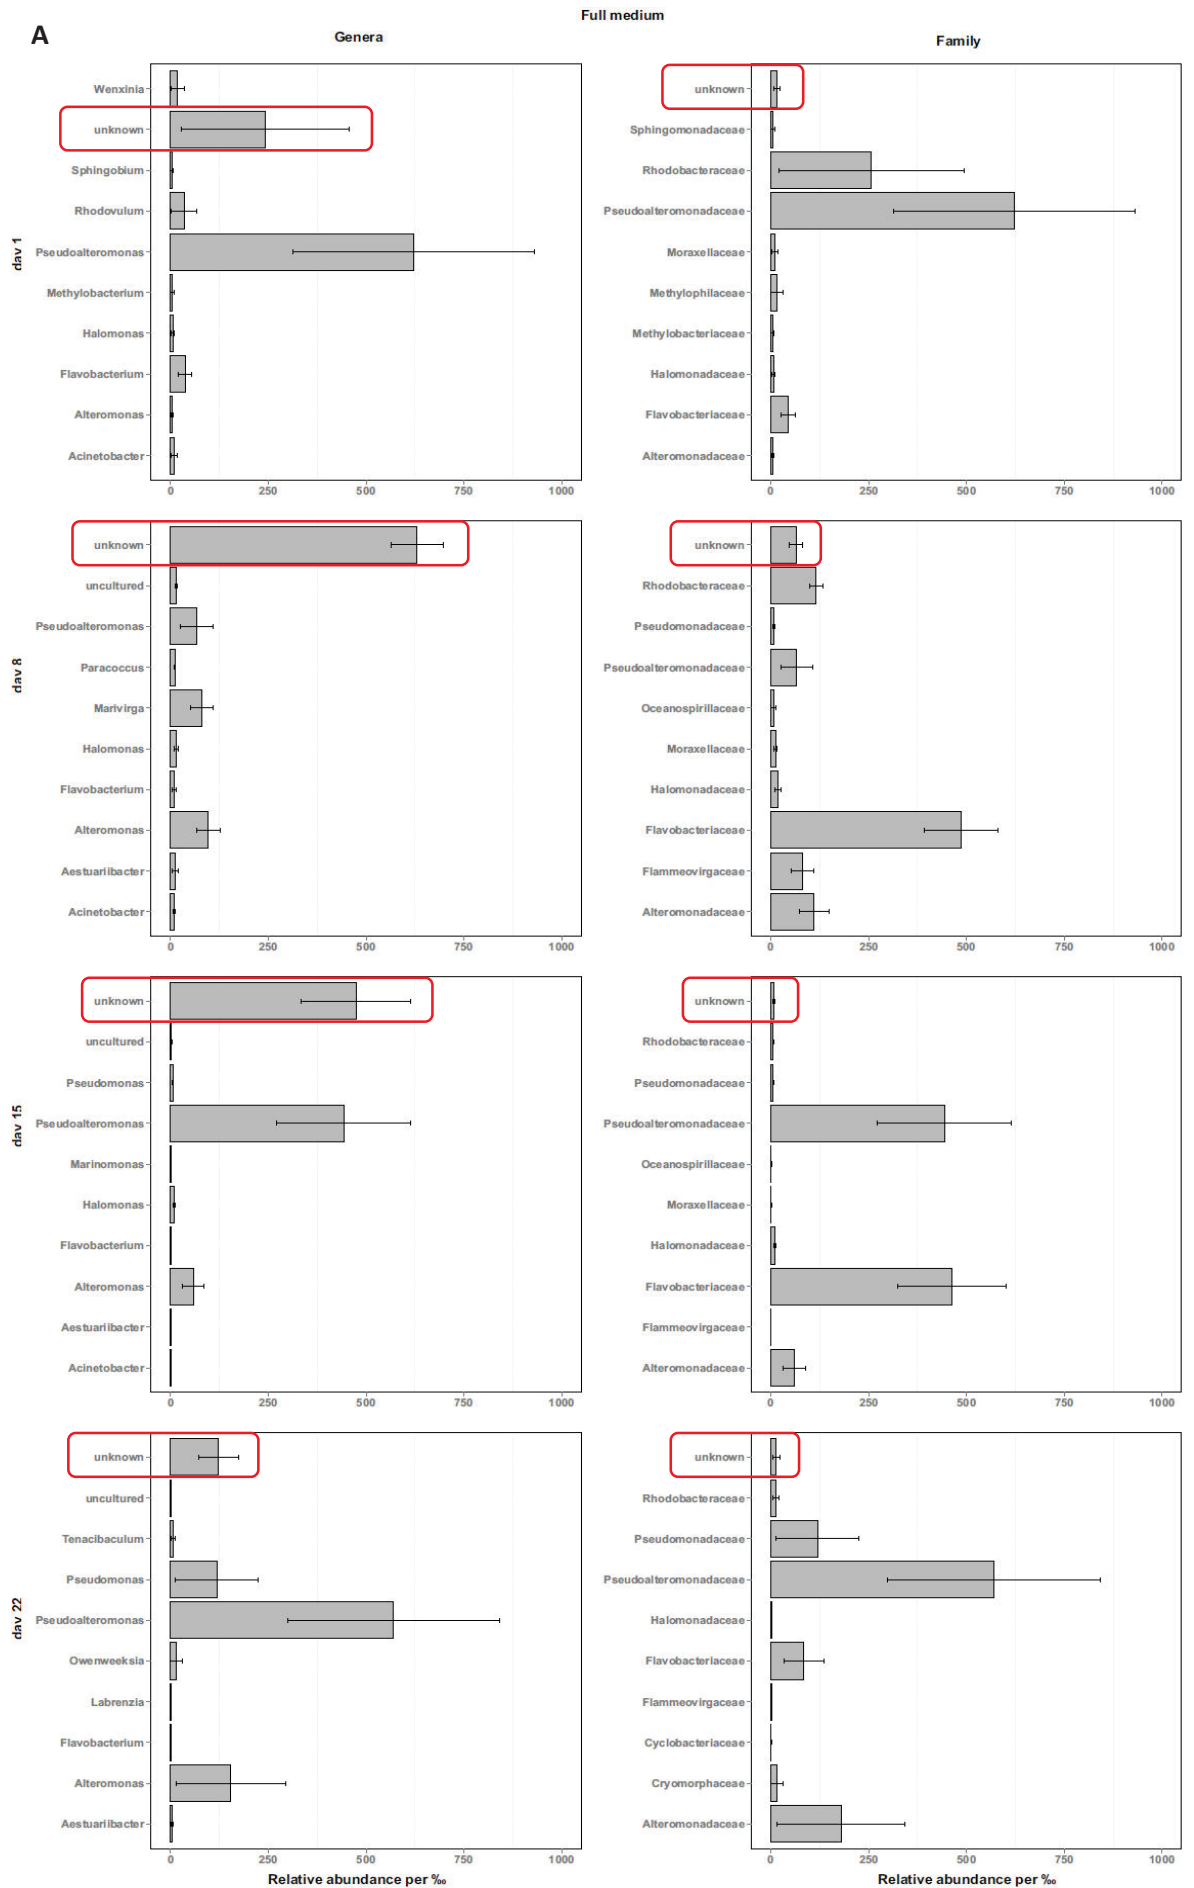 Full medium
A
Genera
Family
dav 1
Wenxinia
unknown
Sphingobium
Rhodovulum
Pseudoalteromonas
Methylobacterium
Halomonas
Flavobacterium
Alteromonas
Acinetobacter
0 250 500 750 1000
unknown
Sphingomonadaceae
Rhodobacteraceae
Pseudoalteromonadaceae
Moraxellaceae
Methylophilaceae
Methylobacteriaceae
Halomonadaceae
Flavobacteriaceae
Alteromonadaceae
0 250 500 750 1000
dav 8
unknown
uncultured
Pseudoalteromonas
Paracoccus
Marivirga
Halomonas
Flavobacterium
Alteromonas
Aestuariibacter
Acinetobacter
0 250 500 750 1000
unknown
Rhodobacteraceae
Pseudomonadaceae
Pseudoalteromonadaceae
Oceanospirillaceae
Moraxellaceae
Halomonadaceae
Flavobacteriaceae
Flammeovirgaceae
Alteromonadaceae
0 250 500 750 1000
dav 15
unknown
uncultured
Pseudomonas
Pseudoalteromonas
Marinomonas
Halomonas
Flavobacterium
Alteromonas
Aestuariibacter
Acinetobacter
0 250 500 750 1000
unknown
Rhodobacteraceae
Pseudomonadaceae
Pseudoalteromonadaceae
Oceanospirillaceae
Moraxellaceae
Halomonadaceae
Flavobacteriaceae
Flammeovirgaceae
Alteromonadaceae
0 250 500 750 1000
dav 22
unknown
uncultured
Tenacibaculum
Pseudomonas
Pseudoalteromonas
Owenweeksia
Labrenzia
Flavobacterium
Alteromonas
Aestuariibacter
0 250 500 750 1000
Relative abundance per ‰
unknown
Rhodobacteraceae
Pseudomonadaceae
Pseudoalteromonadaceae
Halomonadaceae
Flavobacteriaceae
Flammeovirgaceae
Cyclobacteriaceae
Cryomorphaceae
Alteromonadaceae
0 250 500 750 1000
Relative abundance per ‰